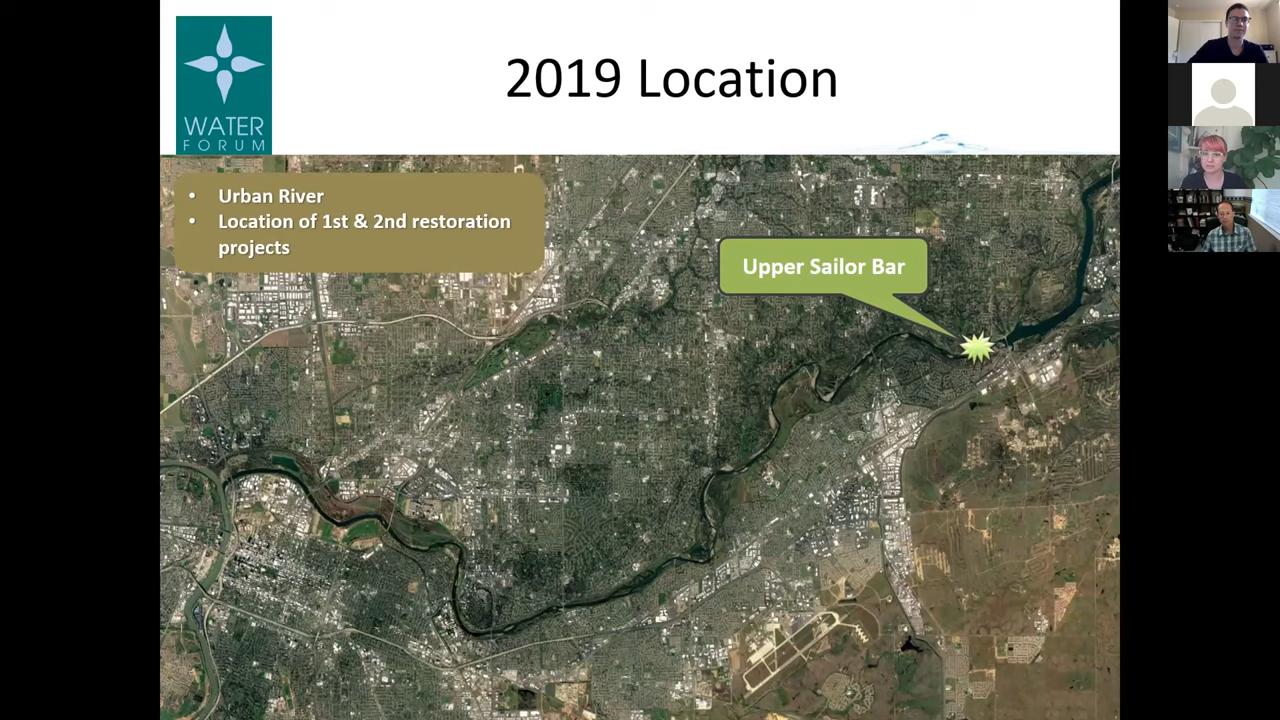 WATER
FORUM
2019 Location
• Urban River
• Location of 1st & 2nd restoration
projects
Upper Sailor Bar